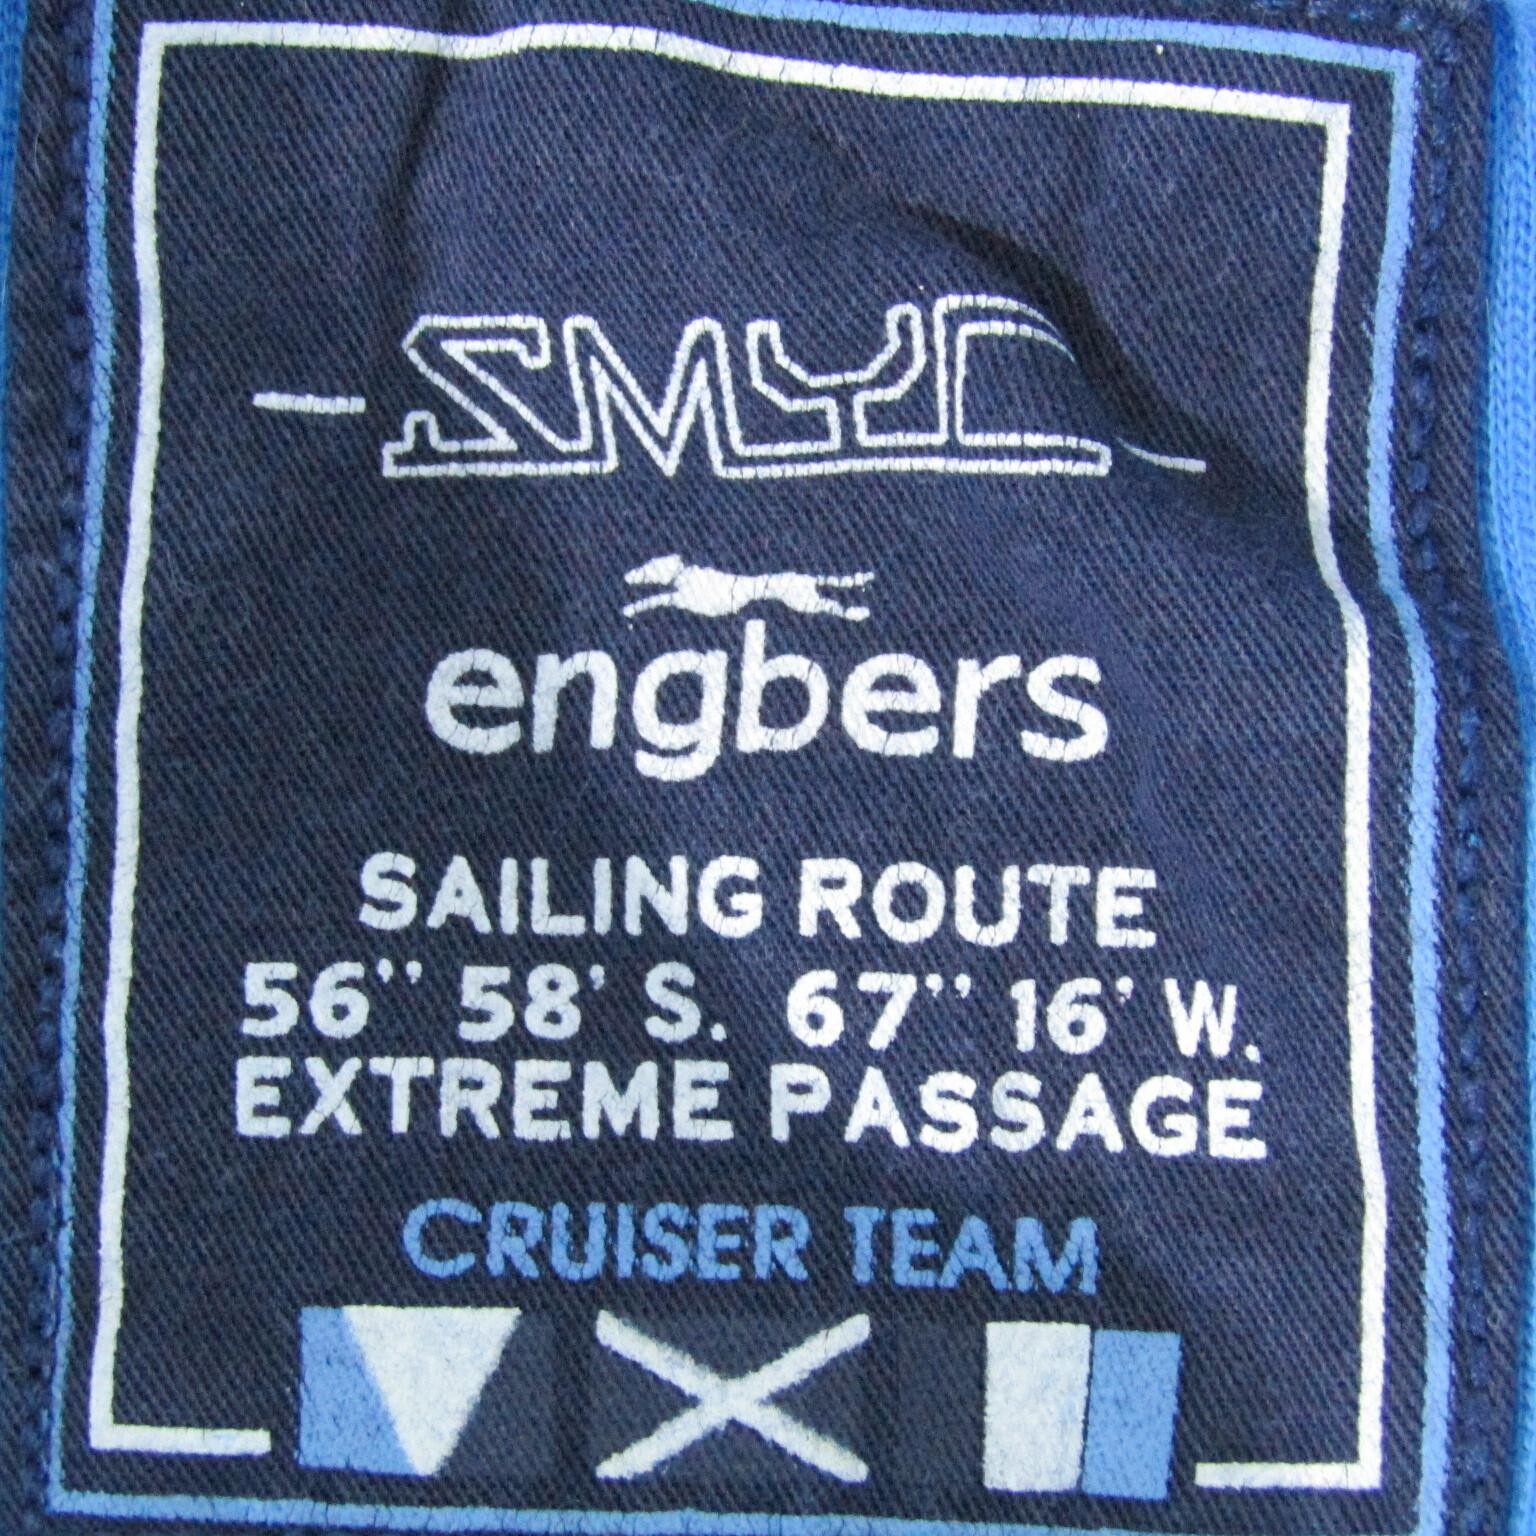 SMYC
engbers
SAILING ROUTE
56'' 58' S. 67'' 16' W.
EXTREME PASSAGE
CRUISER TEAM